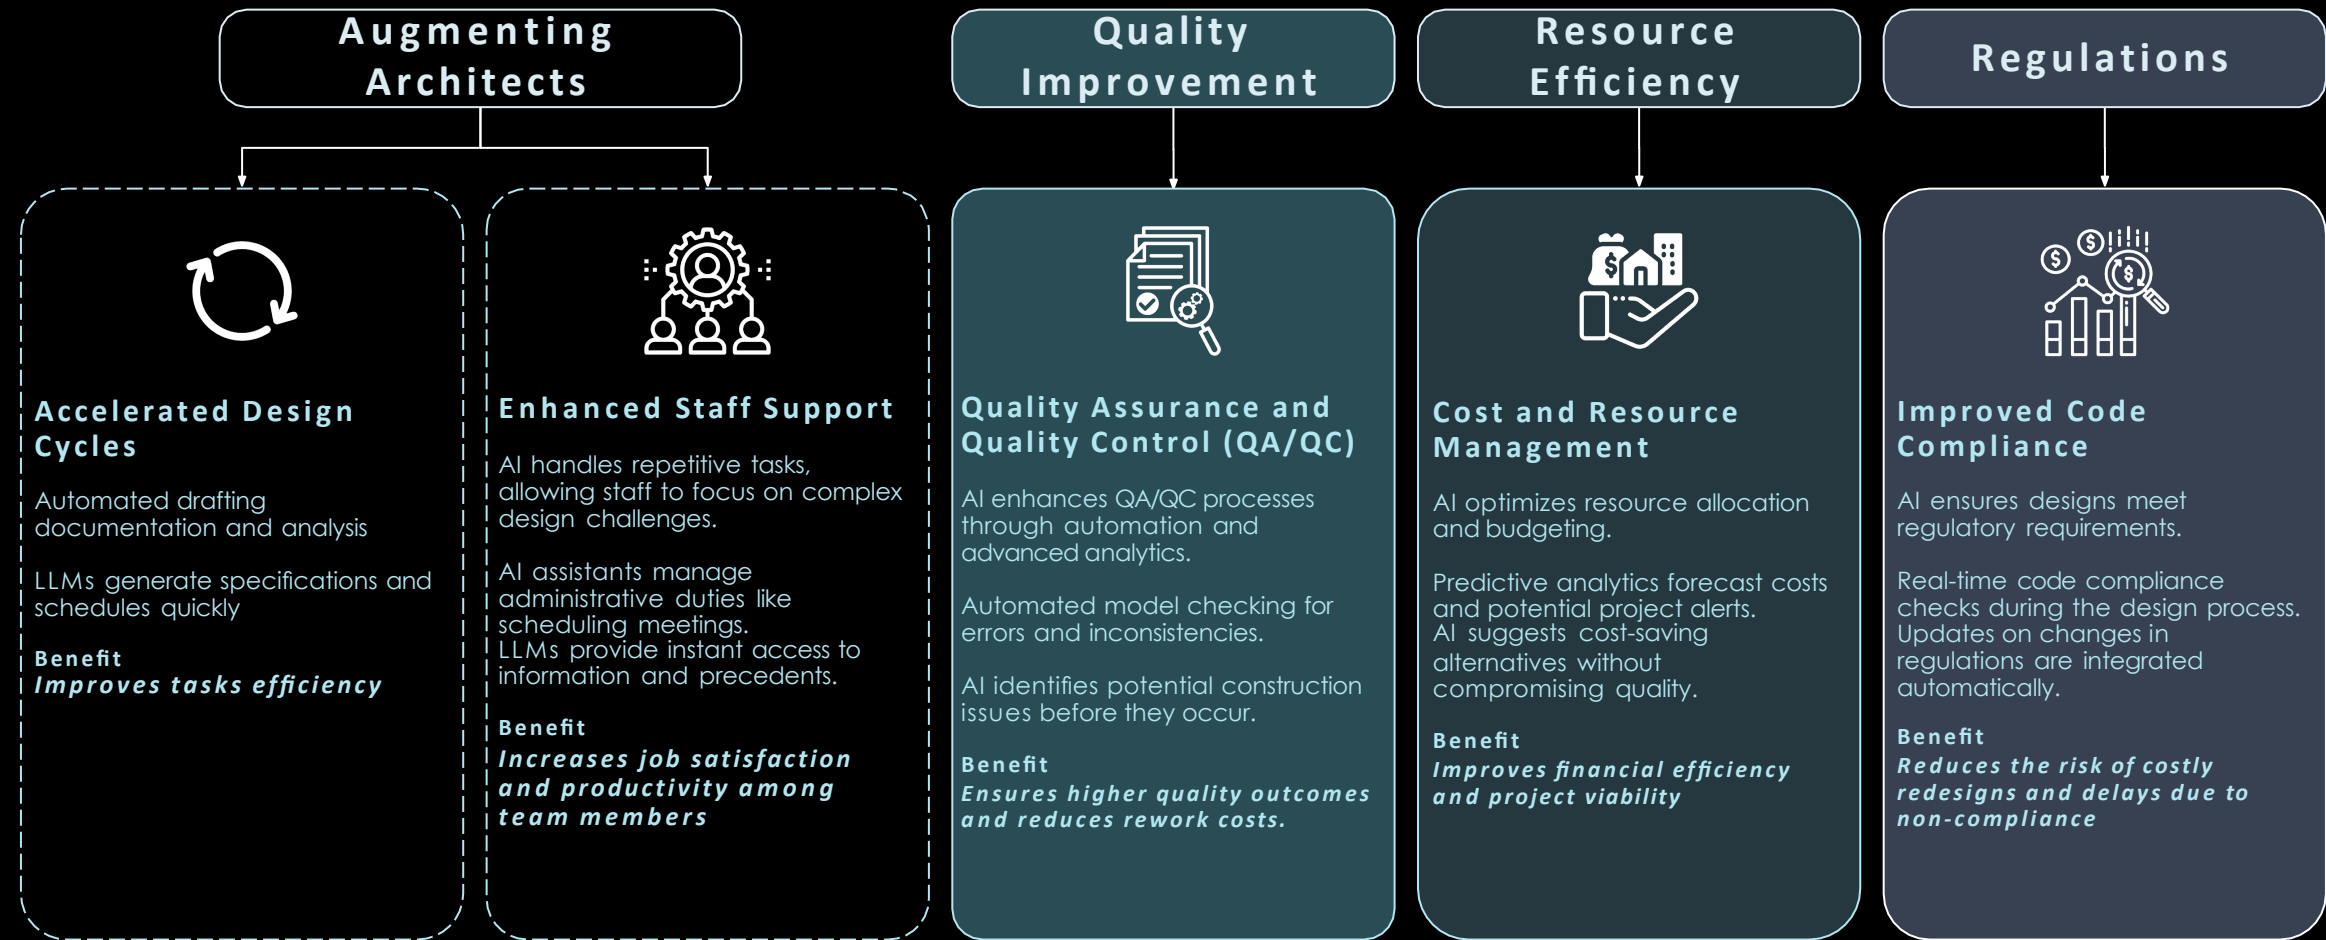 Augmenting
Architects
Quality
Improvement
Resource
Efficiency
Regulations
Accelerated Design
Cycles
Automated drafting
documentation and analysis
LLMs generate specifications and
schedules quickly
Benefit
Improves tasks efficiency
Enhanced Staff Support
AI handles repetitive tasks,
allowing staff to focus on complex
design challenges.
AI assistants manage
administrative duties like
scheduling meetings.
LLMs provide instant access to
information and precedents.
Benefit
Increases job satisfaction
and productivity among
team members
Quality Assurance and
Quality Control (QA/QC)
AI enhances QA/QC processes
through automation and
advanced analytics.
Automated model checking for
errors and inconsistencies.
AI identifies potential construction
issues before they occur.
Benefit
Ensures higher quality outcomes
and reduces rework costs.
Cost and Resource
Management
AI optimizes resource allocation
and budgeting.
Predictive analytics forecast costs
and potential project alerts.
AI suggests cost-saving
alternatives without
compromising quality.
Benefit
Improves financial efficiency
and project viability
Improved Code
Compliance
AI ensures designs meet
regulatory requirements.
Real-time code compliance
checks during the design process.
Updates on changes in
regulations are integrated
automatically.
Benefit
Reduces the risk of costly
redesigns and delays due to
non-compliance